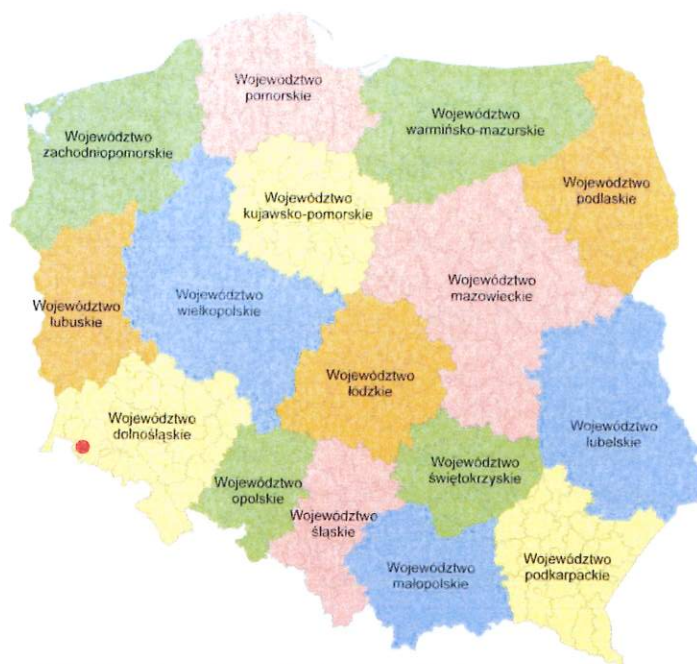 Województwo
pomorskie
Województwo
zachodniopomorskie
Województwo
warmińsko-mazurskie
Województwo
podlaskie
Województwo
kujawsko-pomorskie
Województwo
mazowieckie
Województwo
wielkopolskie
Województwo
lubuskie
Województwo
łódzkie
Województwo
lubelskie
Województwo
dolnośląskie
Województwo
opolskie
Województwo
śląskie
Województwo
świętokrzyskie
Województwo
małopolskie
Województwo
podkarpackie